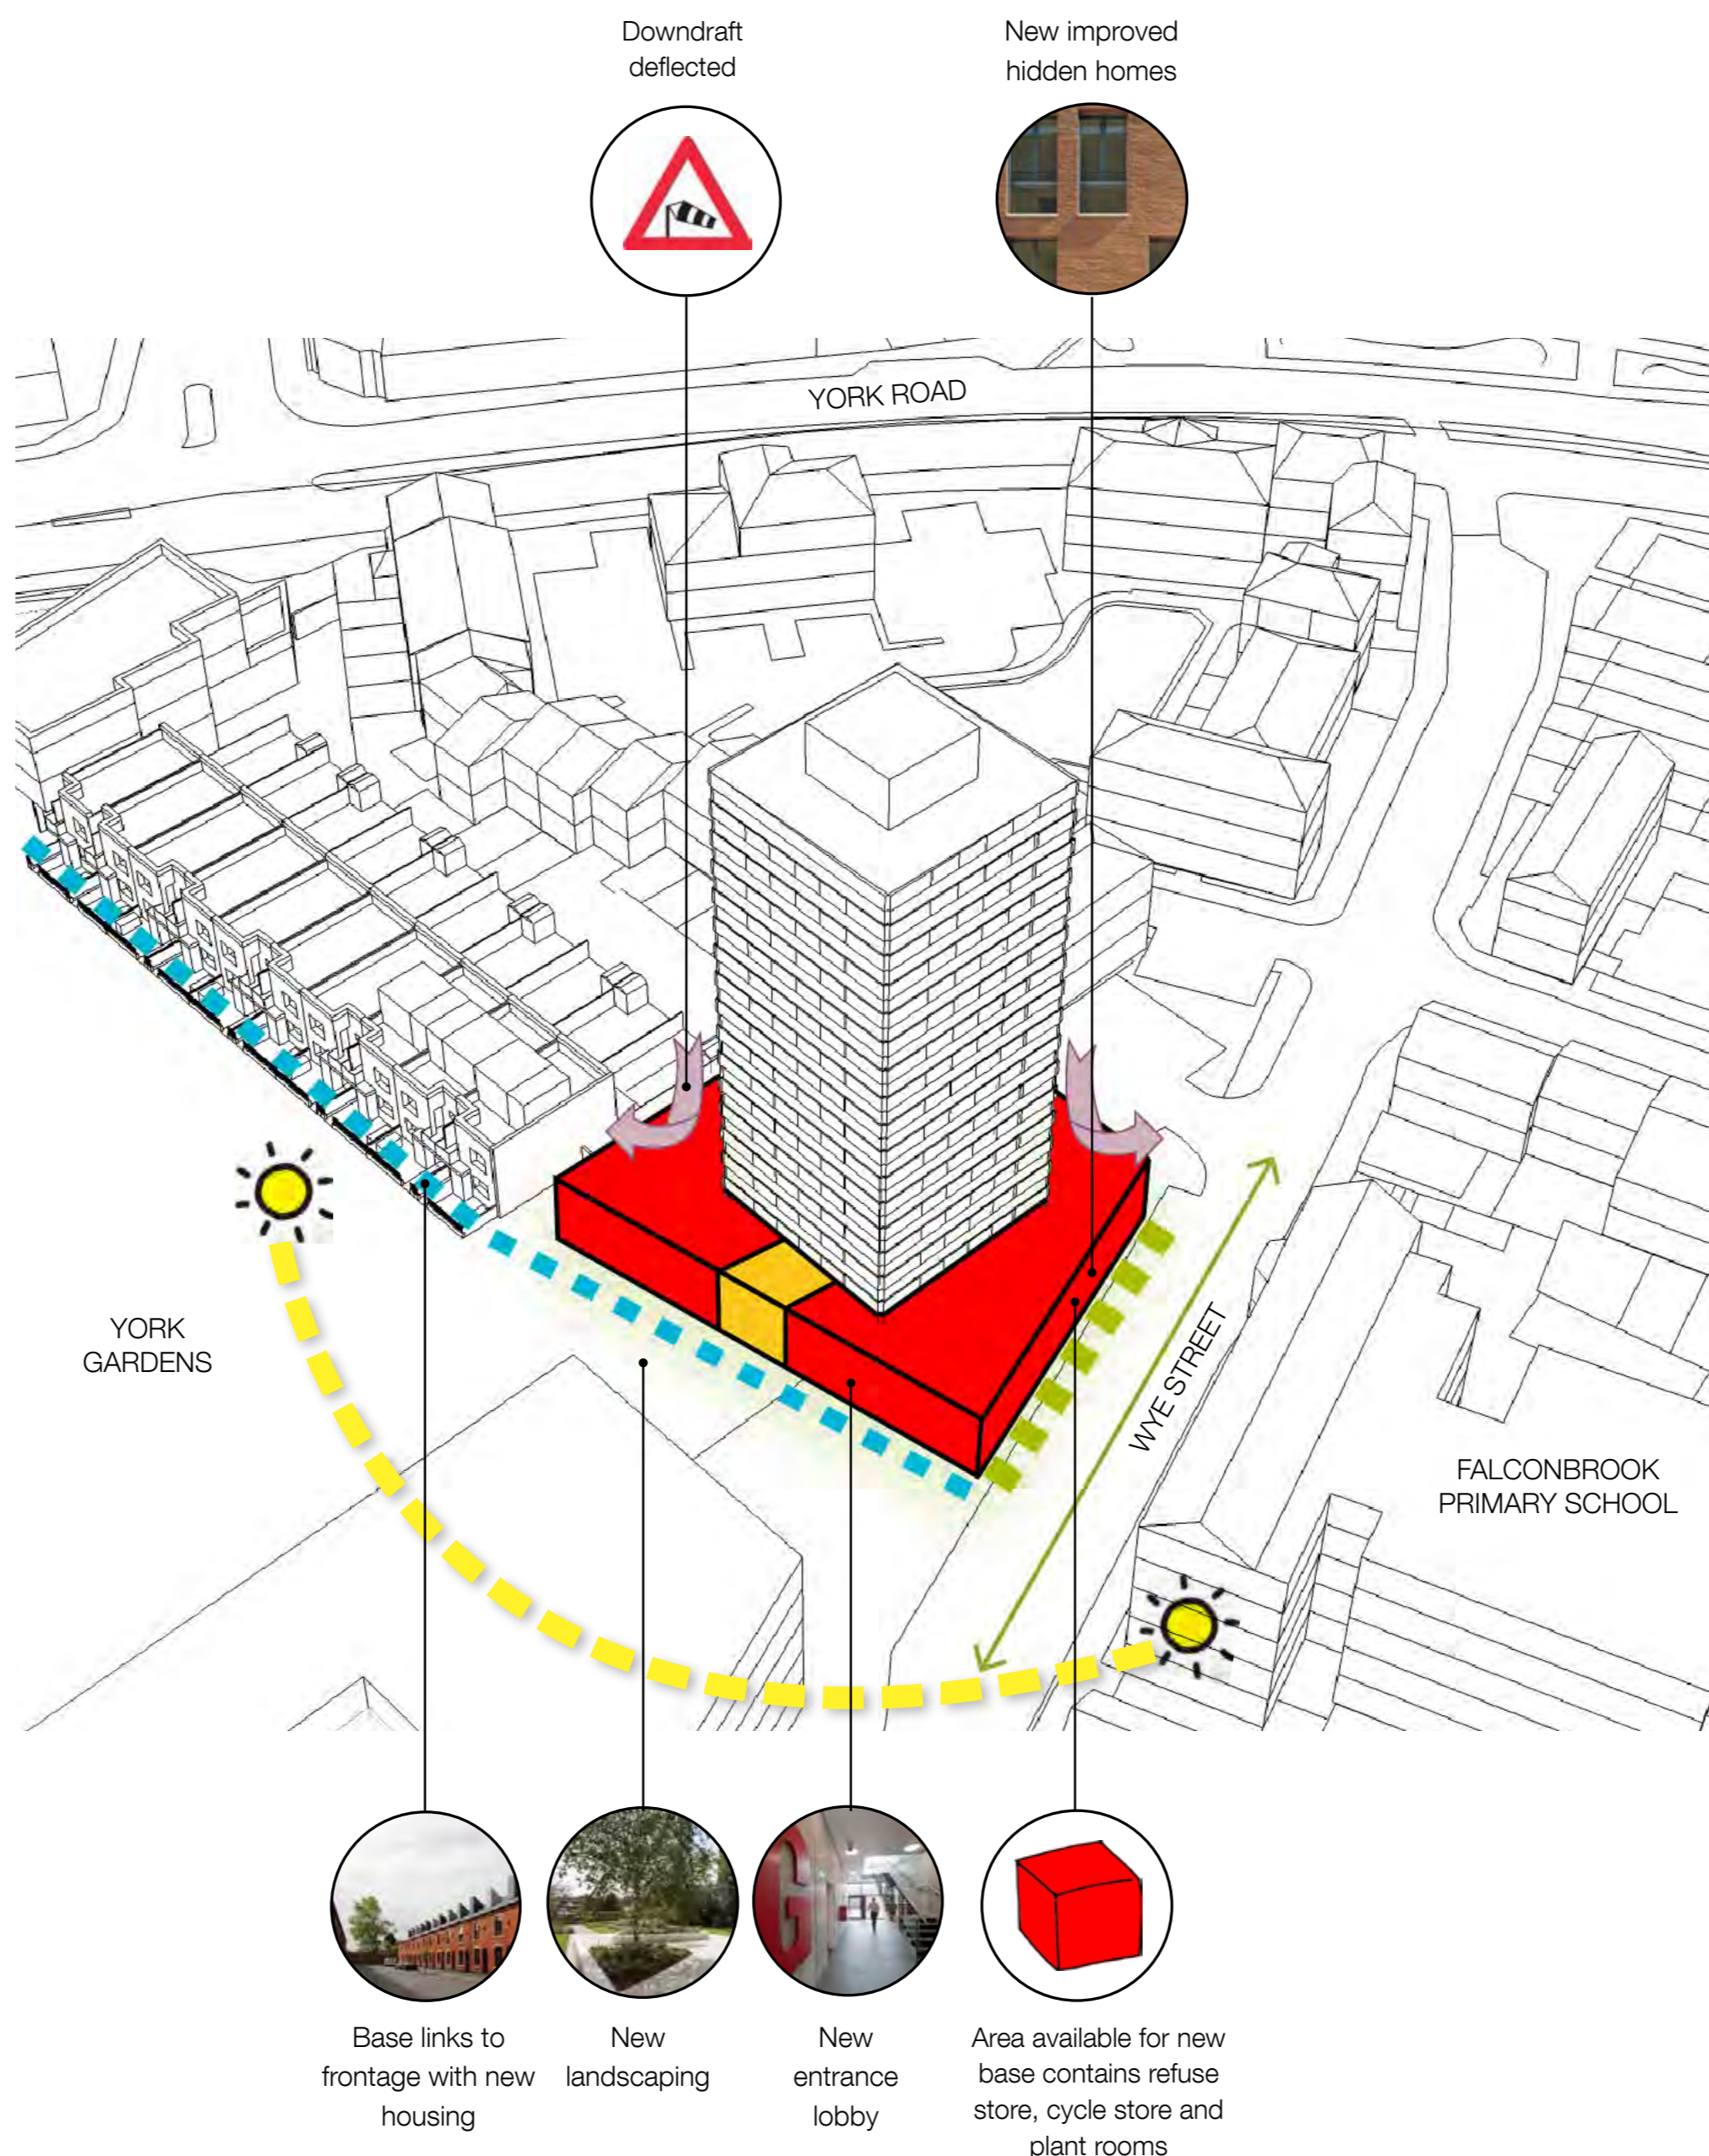 Downdraft
deflected
New improved
hidden homes
YORK ROAD
YORK
GARDENS
WYE STREET
FALCONBROOK
PRIMARY SCHOOL
G
Base links to
frontage with new
housing
New
landscaping
New
entrance
lobby
Area available for new
base contains refuse
store, cycle store and
plant rooms